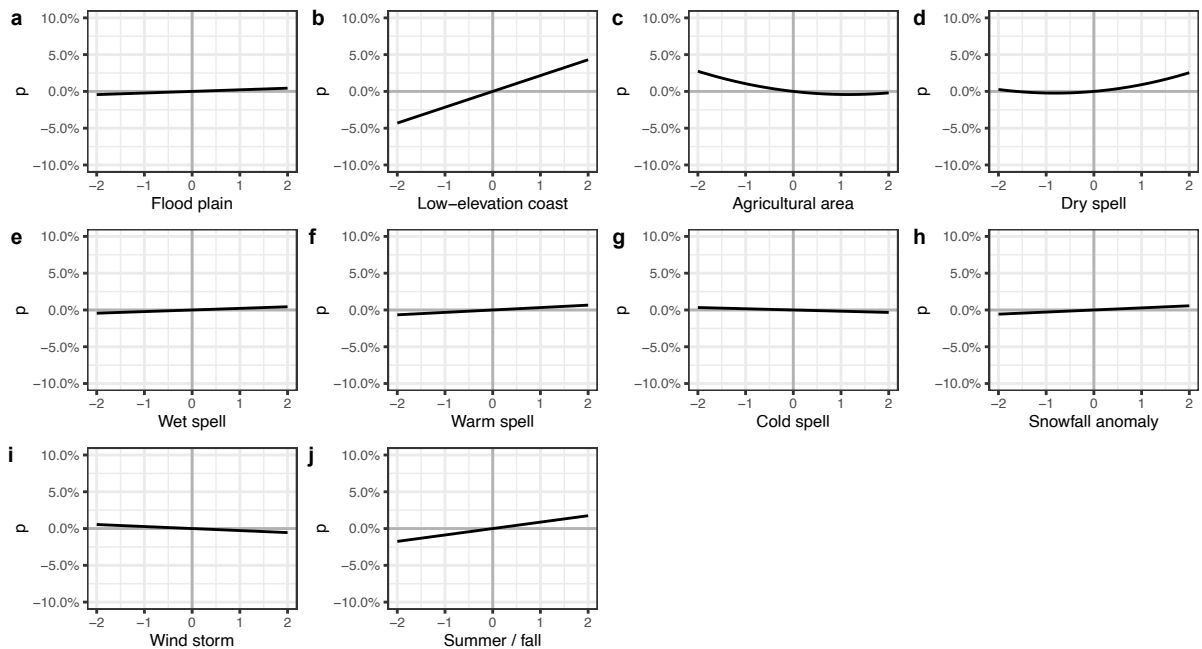 a b c d
10.0% 10.0% 10.0% 10.0%
5.0% 5.0% 5.0% 5.0%
p 0.0% p 0.0% p 0.0% p 0.0%
−5.0% −5.0% −5.0% −5.0%
−10.0% −10.0% −10.0% −10.0%
−2 −1 0 1 2 −2 −1 0 1 2 −2 −1 0 1 2 −2 −1 0 1 2
Flood plain Low−elevation coast Agricultural area Dry spell
e f g h
10.0% 10.0% 10.0% 10.0%
5.0% 5.0% 5.0% 5.0%
p 0.0% p 0.0% p 0.0% p 0.0%
−5.0% −5.0% −5.0% −5.0%
−10.0% −10.0% −10.0% −10.0%
−2 −1 0 1 2 −2 −1 0 1 2 −2 −1 0 1 2 −2 −1 0 1 2
Wet spell Warm spell Cold spell Snowfall anomaly
i j
10.0% 10.0%
5.0% 5.0%
p 0.0% p 0.0%
−5.0% −5.0%
−10.0% −10.0%
−2 −1 0 1 2 −2 −1 0 1 2
Wind storm Summer / fall